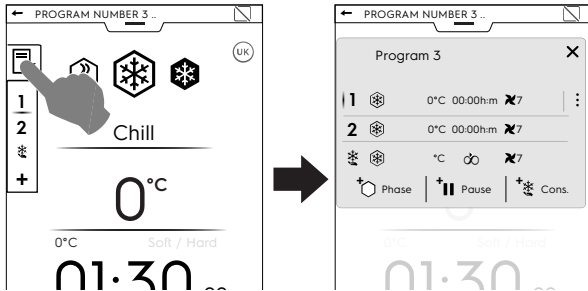 PROGRAM NUMBER 3 ..
UK
1
2
+
Chill
0°C
0°C Soft / Hard
01:30
PROGRAM NUMBER 3 ..
Program 3 ×
1 0°C 00:00h:m 7
2 0°C 00:00h:m 7
°C ∞ 7
+ Phase + Pause + Cons.
0°C Soft / Hard
01:30